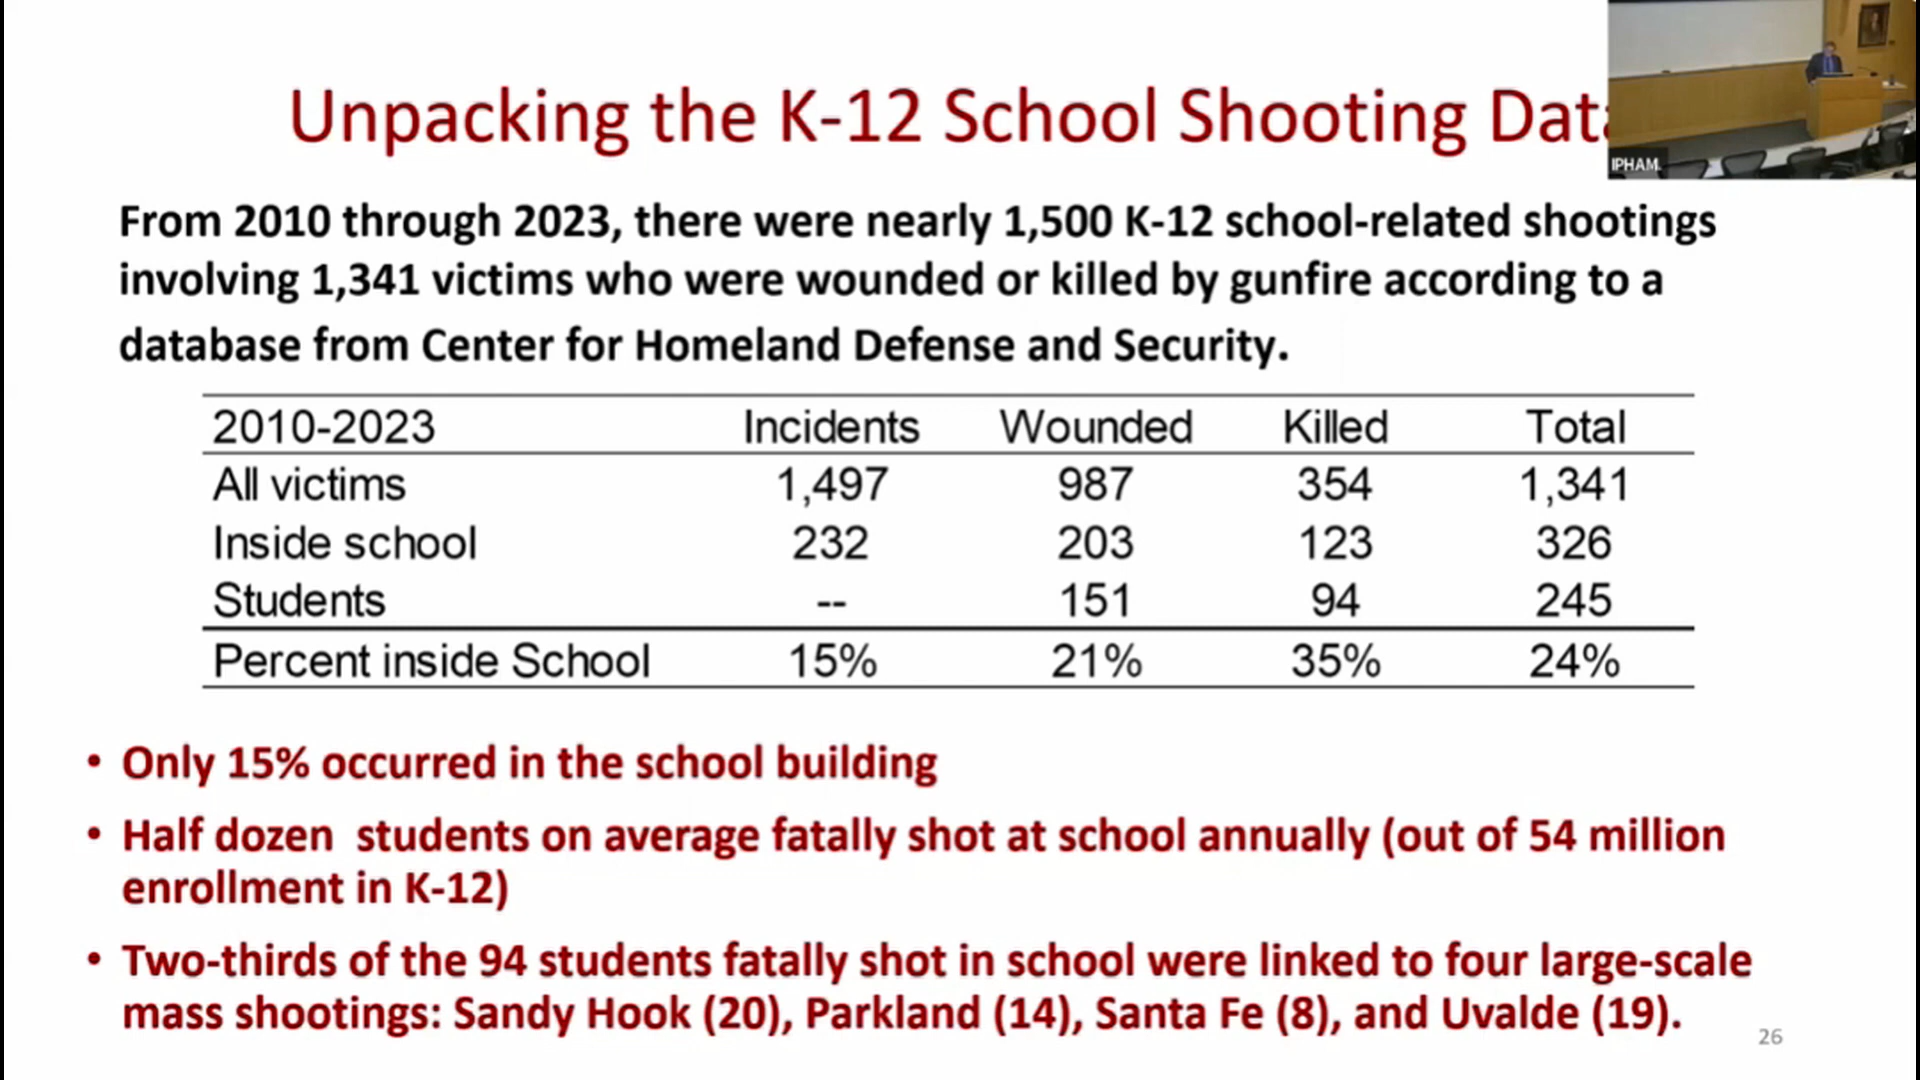 Unpacking the K-12 School Shooting Data
IPHAM
From 2010 through 2023, there were nearly 1,500 K-12 school-related shootings
involving 1,341 victims who were wounded or killed by gunfire according to a
database from Center for Homeland Defense and Security.
2010-2023 Incidents Wounded Killed Total
All victims 1,497 987 354 1,341
Inside school 232 203 123 326
Students -- 151 94 245
Percent inside School 15% 21% 35% 24%
• Only 15% occurred in the school building
• Half dozen students on average fatally shot at school annually (out of 54 million
enrollment in K-12)
• Two-thirds of the 94 students fatally shot in school were linked to four large-scale
mass shootings: Sandy Hook (20), Parkland (14), Santa Fe (8), and Uvalde (19).
26